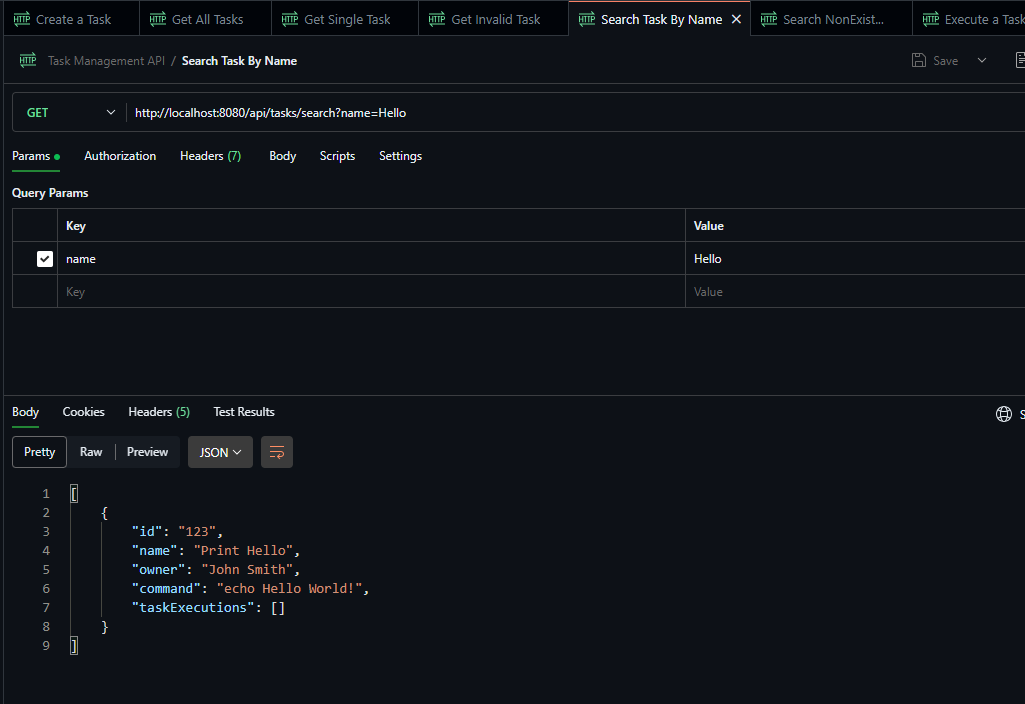 HTTP Create a Task HTTP Get All Tasks HTTP Get Single Task HTTP Get Invalid Task HTTP Search Task By Name HTTP Search NonExist... HTTP Execute a Task
HTTP Task Management API / Search Task By Name Save
GET http://localhost:8080/api/tasks/search?name=Hello
Params Authorization Headers (7) Body Scripts Settings
Query Params
Key Value
name Hello
Key Value
Body Cookies Headers (5) Test Results
Pretty Raw Preview JSON
1 [
2 {
3 "id": "123",
4 "name": "Print Hello",
5 "owner": "John Smith",
6 "command": "echo Hello World!",
7 "taskExecutions": []
8 }
9 ]